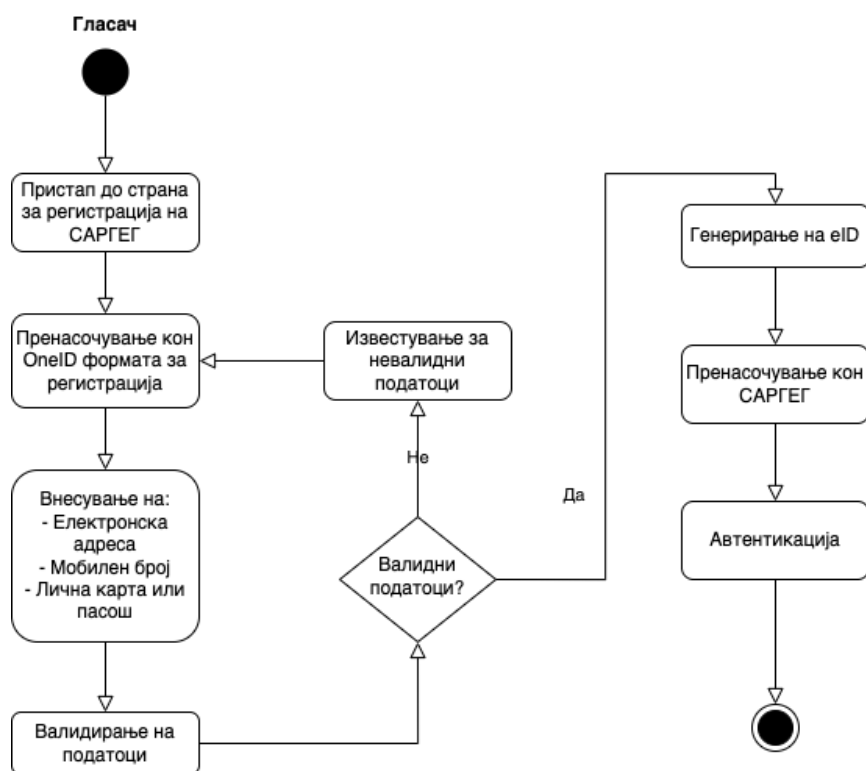 Гласач
Пристап до страна
за регистрација на
САРГЕГ
Пренасочување кон
OneID формата за
регистрација
Внесување на:
- Електронска
адреса
- Мобилен број
- Лична карта или
пасош
Валидирање на
податоци
Валидни
податоци?
Не
Известување за
невалидни
податоци
Да
Генерирање на eID
Пренасочување кон
САРГЕГ
Автентикација